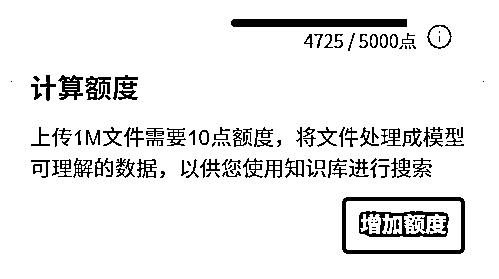 4725 / 5000点
计算额度
上传1M文件需要10点额度，将文件处理成模型
可理解的数据，以供您使用知识库进行搜索
增加额度